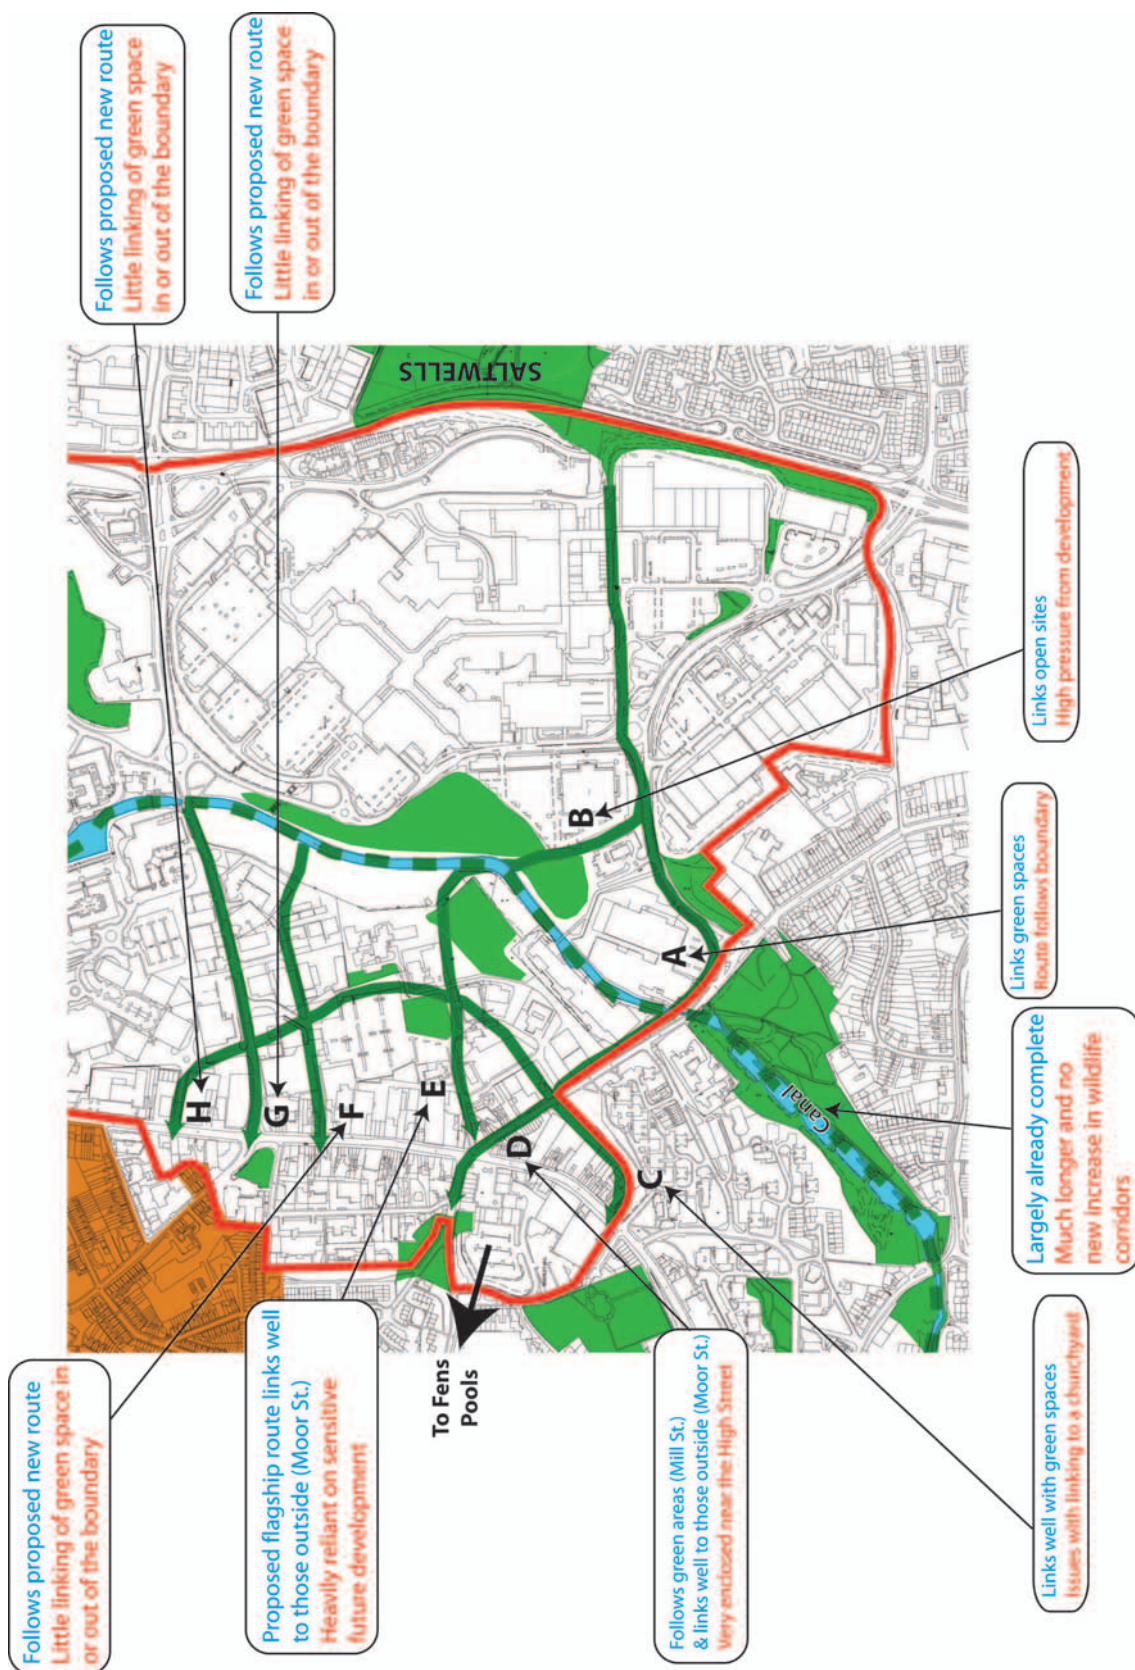 Follows proposed new route
Little linking of green space in
or out of the boundary
Proposed flagship route links well
to those outside (Moor St.)
Heavily reliant on sensitive
future development
To Fens
Pools
Follows green areas (Mill St.)
& links well to those outside (Moor St.)
Very enclosed near the High Street
Links well with green spaces
Issues with linking to a churchyard
Largely already complete
Much longer and no
new increase in wildlife
corridors
Links green spaces
Route follows boundary
Links open sites
High pressure from development
Follows proposed new route
Little linking of green space
in or out of the boundary
Follows proposed new route
Little linking of green space
in or out of the boundary
H
G
F
E
D
C
A
B
Canal
SALTWELLS